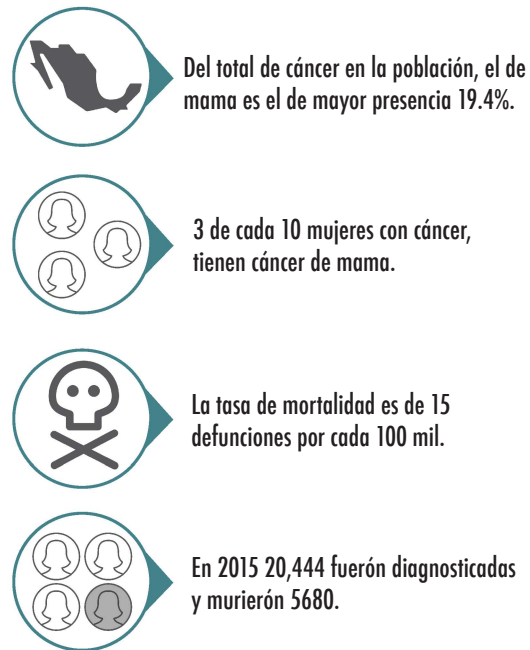 Del total de cáncer en la población, el de
mama es el de mayor presencia 19.4%.
3 de cada 10 mujeres con cáncer,
tienen cáncer de mama.
La tasa de mortalidad es de 15
defunciones por cada 100 mil.
En 2015 20,444 fuerón diagnosticadas
y murierón 5680.